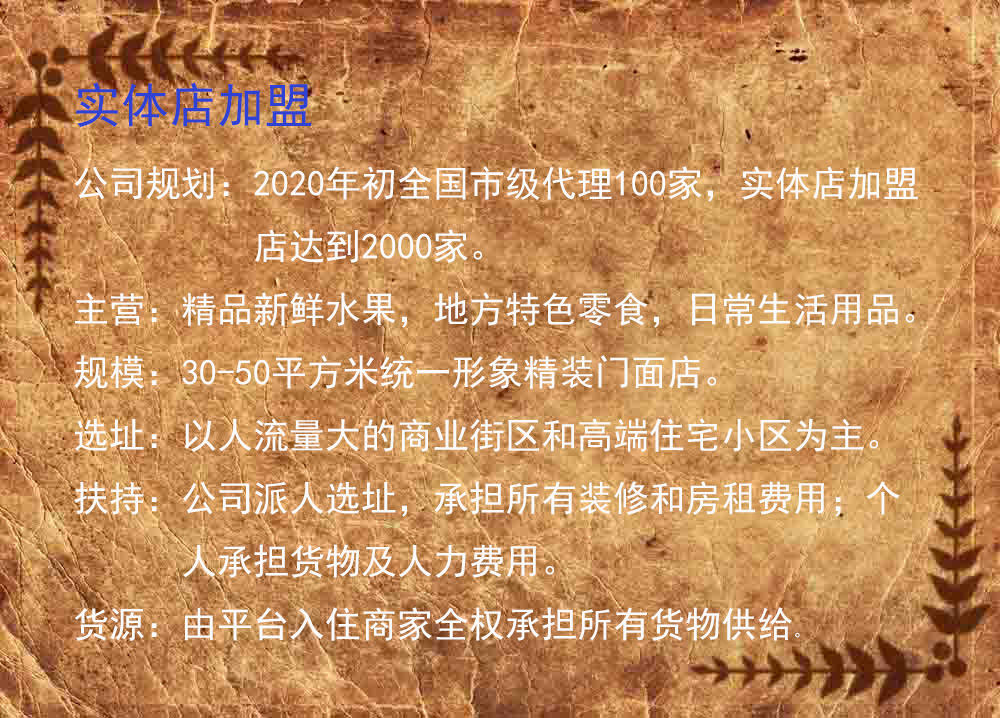 实体店加盟
公司规划：2020年初全国市级代理100家，实体店加盟
店达到2000家。
主营：精品新鲜水果，地方特色零食，日常生活用品。
规模：30-50平方米统一形象精装门面店。
选址：以人流量大的商业街区和高端住宅小区为主。
扶持：公司派人选址，承担所有装修和房租费用；个
人承担货物及人力费用。
货源：由平台入住商家全权承担所有货物供给.